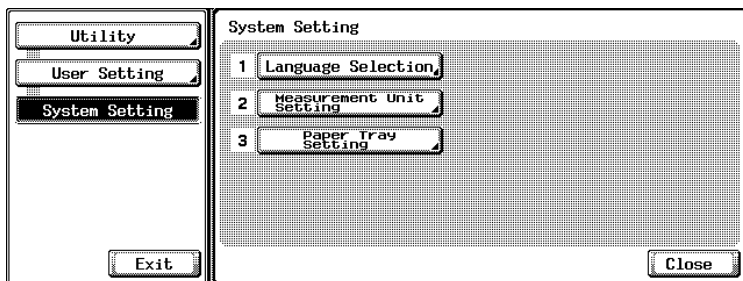 Utility
User Setting
System Setting
Exit
System Setting
1 Language Selection
2 Measurement Unit
Setting
3 Paper Tray
Setting
Close